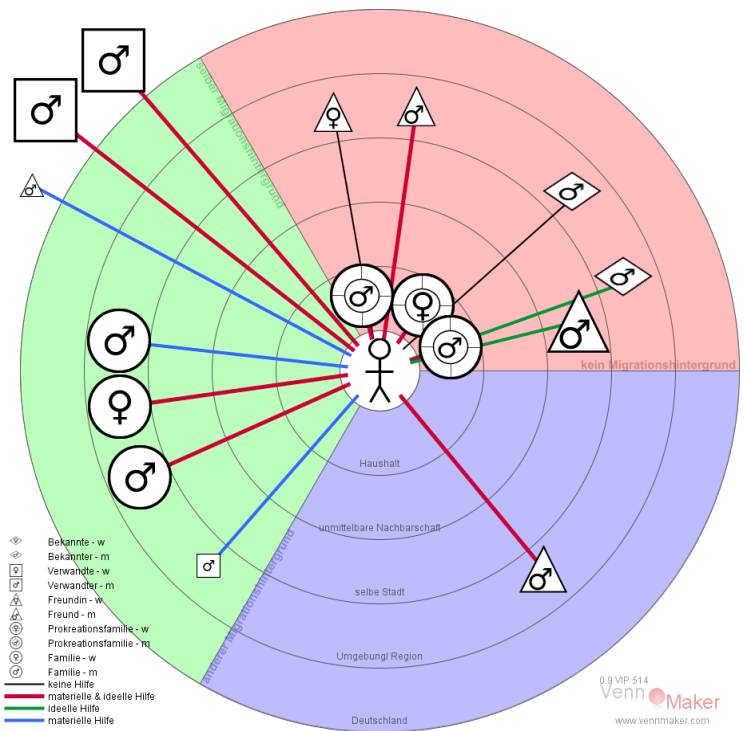 selber Migrationshintergrund
kein Migrationshintergrund
Haushalt
unmittelbare Nachbarschaft
selbe Stadt
Umgebung/ Region
Deutschland
anderer Migrationshintergrund
Bekannte - w
Bekannter - m
Verwandte - w
Verwandter - m
Freundin - w
Freund - m
Prokreationsfamilie - w
Prokreationsfamilie - m
Familie - w
Familie - m
keine Hilfe
materielle & ideelle Hilfe
ideelle Hilfe
materielle Hilfe
0.9 VIP 514
Venn Maker
www.vennmaker.com